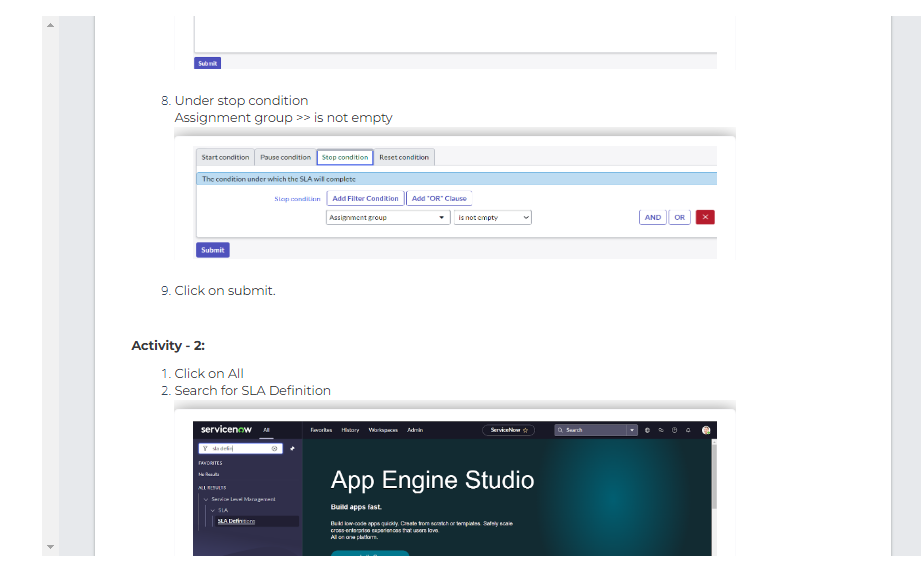 Submit
8. Under stop condition
Assignment group >> is not empty
Start condition Pause condition Stop condition Reset condition
The condition under which the SLA will complete
Stop condition Add Filter Condition Add "OR" Clause
Assignment group is not empty AND OR ×
Submit
9. Click on submit.
Activity - 2:
1. Click on All
2. Search for SLA Definition
servicenow All Favorites History Workspaces Admin ServiceNow Search
sla defini
FAVORITES
No Results
ALL RESULTS
Service Level Management
SLA
SLA Definitions
App Engine Studio
Build apps fast.
Build low-code apps quickly. Create from scratch or templates. Safely scale
cross-enterprise experiences that users love.
All on one platform.